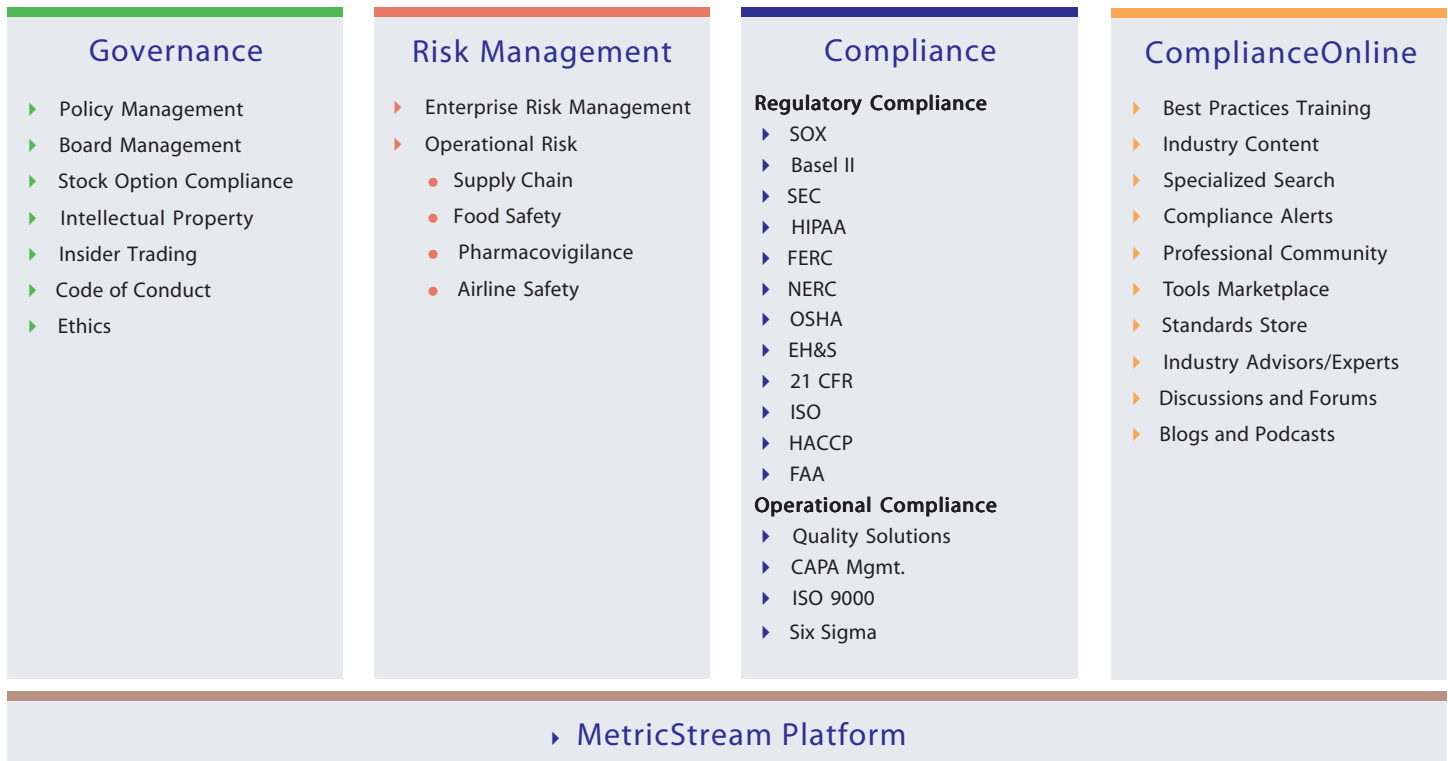 Governance
Policy Management
Board Management
Stock Option Compliance
Intellectual Property
Insider Trading
Code of Conduct
Ethics
Risk Management
Enterprise Risk Management
Operational Risk
Supply Chain
Food Safety
Pharmacovigilance
Airline Safety
Compliance
Regulatory Compliance
SOX
Basel II
SEC
HIPAA
FERC
NERC
OSHA
EH&S
21 CFR
ISO
HACCP
FAA
Operational Compliance
Quality Solutions
CAPA Mgmt.
ISO 9000
Six Sigma
ComplianceOnline
Best Practices Training
Industry Content
Specialized Search
Compliance Alerts
Professional Community
Tools Marketplace
Standards Store
Industry Advisors/Experts
Discussions and Forums
Blogs and Podcasts
MetricStream Platform